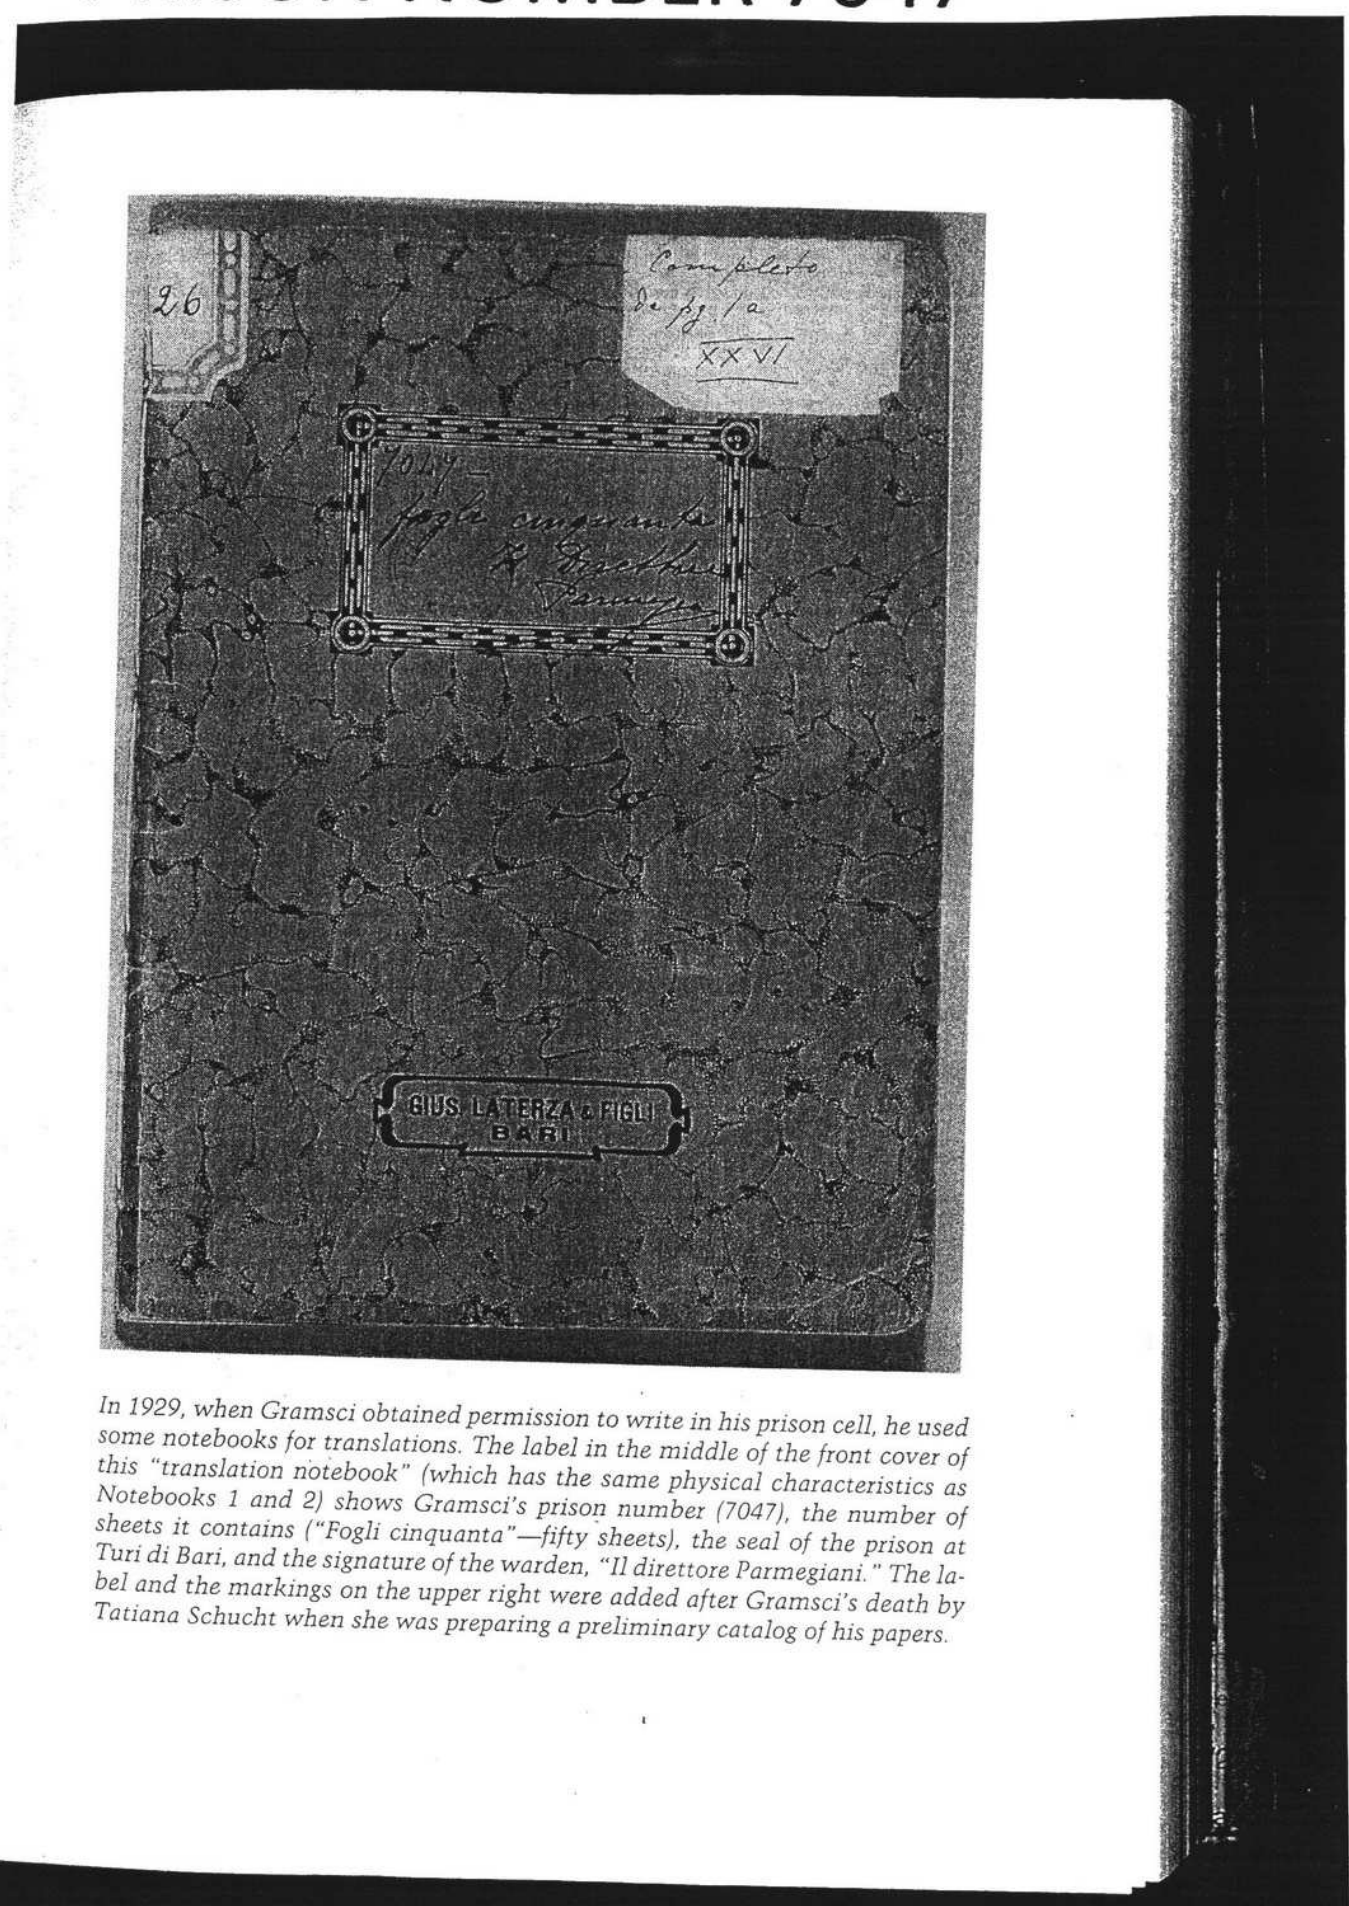 PRISON NUMBER 7047
26
Completo
Da pg. 1 a
XXVI
7047 –
fogli cinquanta
Il Direttore
Parmegiani
GIUS. LATERZA & FIGLI
BARI
In 1929, when Gramsci obtained permission to write in his prison cell, he used
some notebooks for translations. The label in the middle of the front cover of
this "translation notebook" (which has the same physical characteristics as
Notebooks 1 and 2) shows Gramsci's prison number (7047), the number of
sheets it contains ("Fogli cinquanta"—fifty sheets), the seal of the prison at
Turi di Bari, and the signature of the warden, "Il direttore Parmegiani." The la-
bel and the markings on the upper right were added after Gramsci's death by
Tatiana Schucht when she was preparing a preliminary catalog of his papers.